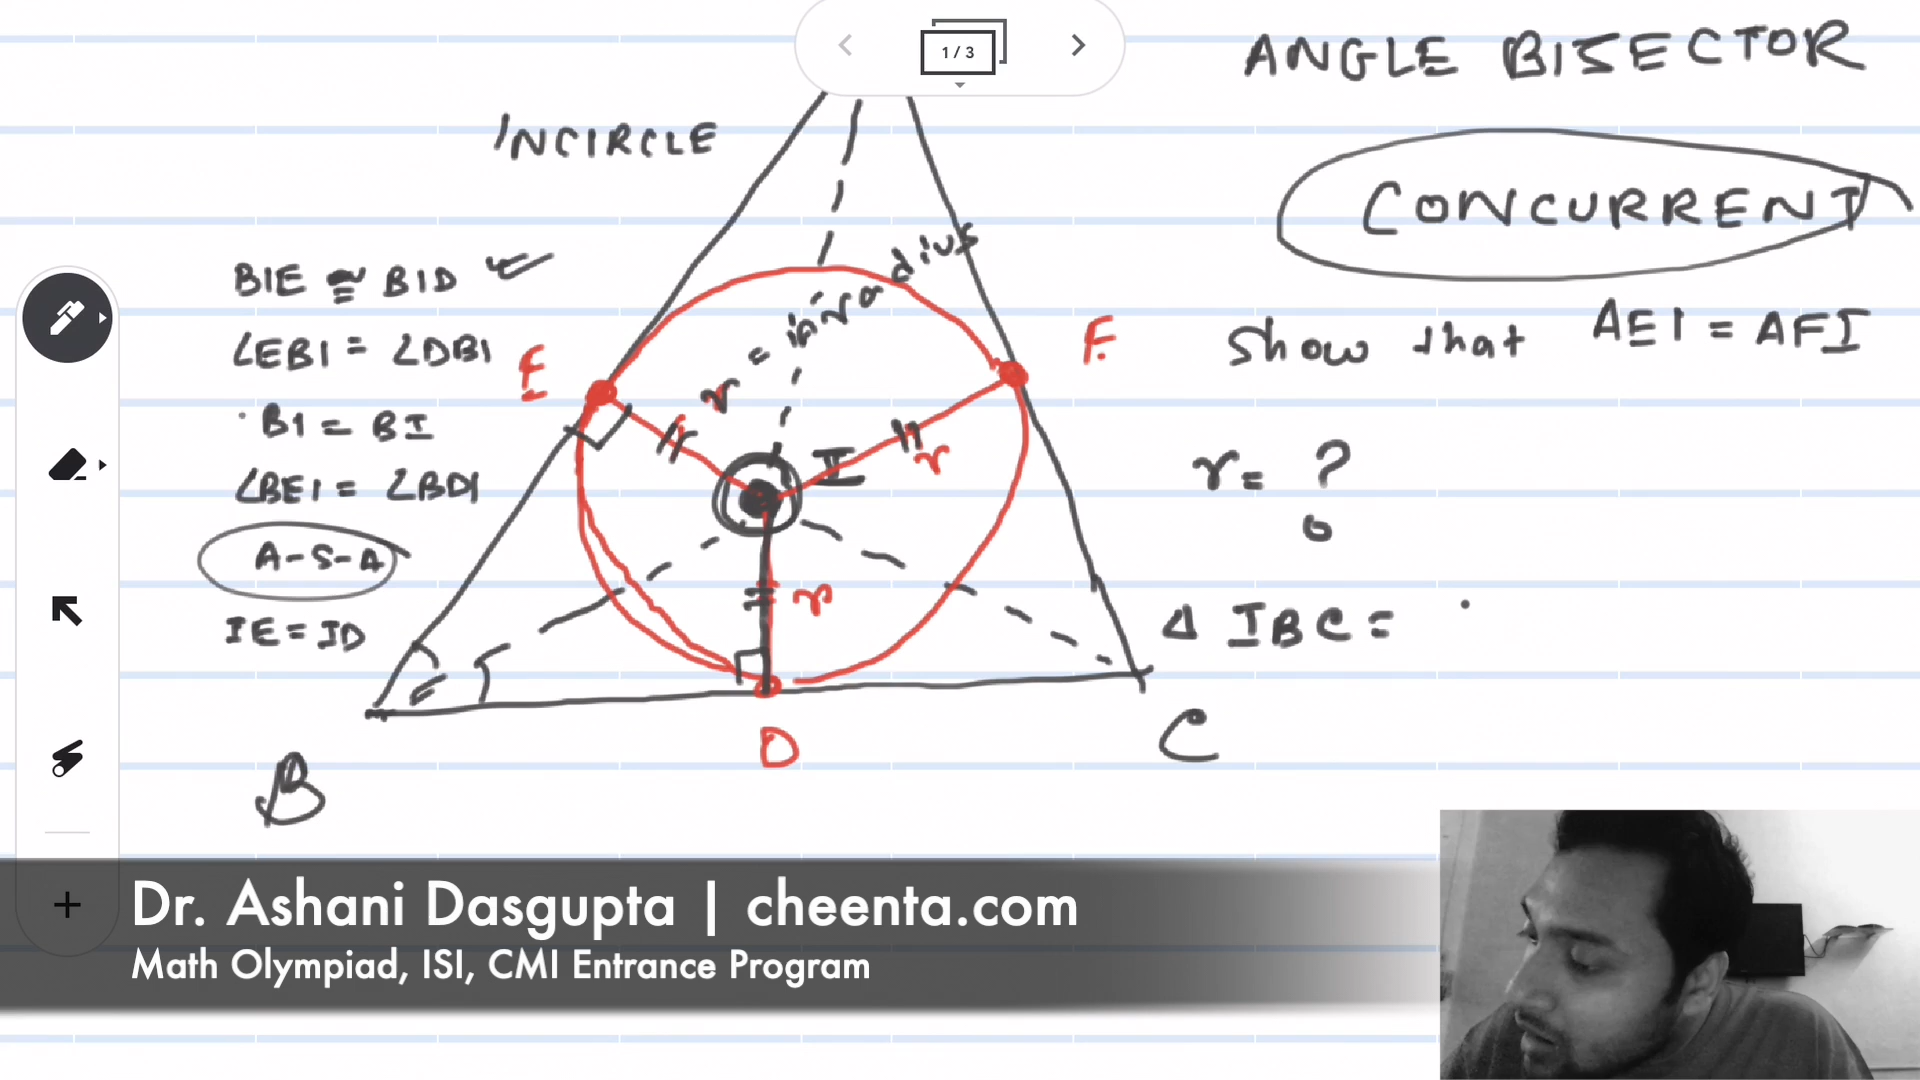 1 / 3
ANGLE BISECTOR
INCIRCLE
CONCURRENT
BIE ≅ BID
∠EBI = ∠DBI
BI = BI
∠BEI = ∠BDI
A-S-A
IE = ID
E
F
r = inradius
I
r
r
D
B
C
Show that AEI = AFI
r = ?
Δ IBC =
Dr. Ashani Dasgupta | cheenta.com
Math Olympiad, ISI, CMI Entrance Program